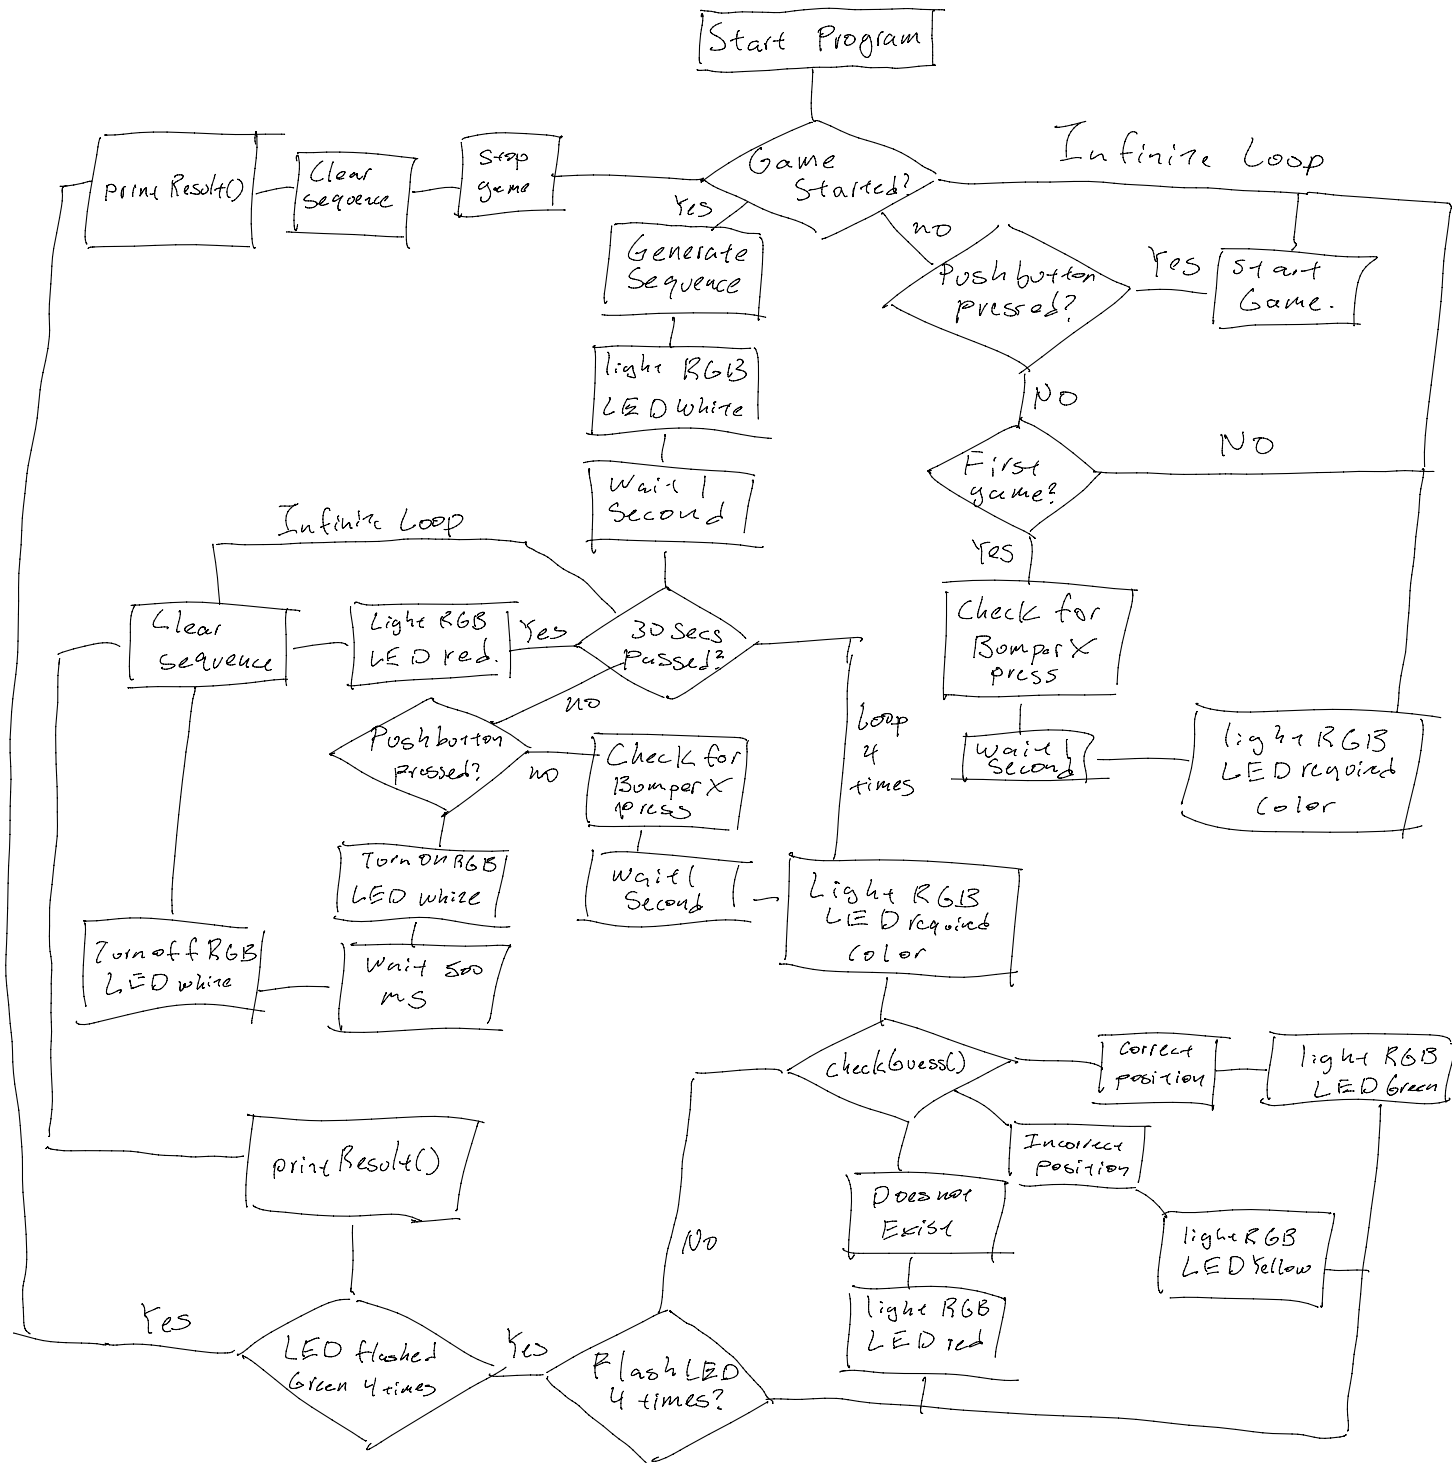 Start Program
Game
Started?
Infinite Loop
print Result()
Clear
sequence
Stop
game
Yes
no
Generate
Sequence
Pushbutton
pressed?
Yes
Start
Game.
light RGB
LED white
NO
First
game?
NO
Wait 1
Second
Infinite Loop
Yes
Clear
sequence
Light RGB
LED red.
Yes
30 Secs
Passed?
Check for
Bumper X
press
no
Pushbutton
pressed?
no
Check for
Bumper X
press
Loop
4
times
wait 1
Second
light RGB
LED required
Color
Turn on RGB
LED white
wait 1
Second
Light RGB
LED required
Color
Turn off RGB
LED white
Wait 500
ms
checkGuess()
Correct
position
light RGB
LED Green
print Result()
Incorrect
position
Does not
Exist
No
light RGB
LED Yellow
light RGB
LED red
Yes
LED flashed
Green 4 times
Yes
Flash LED
4 times?